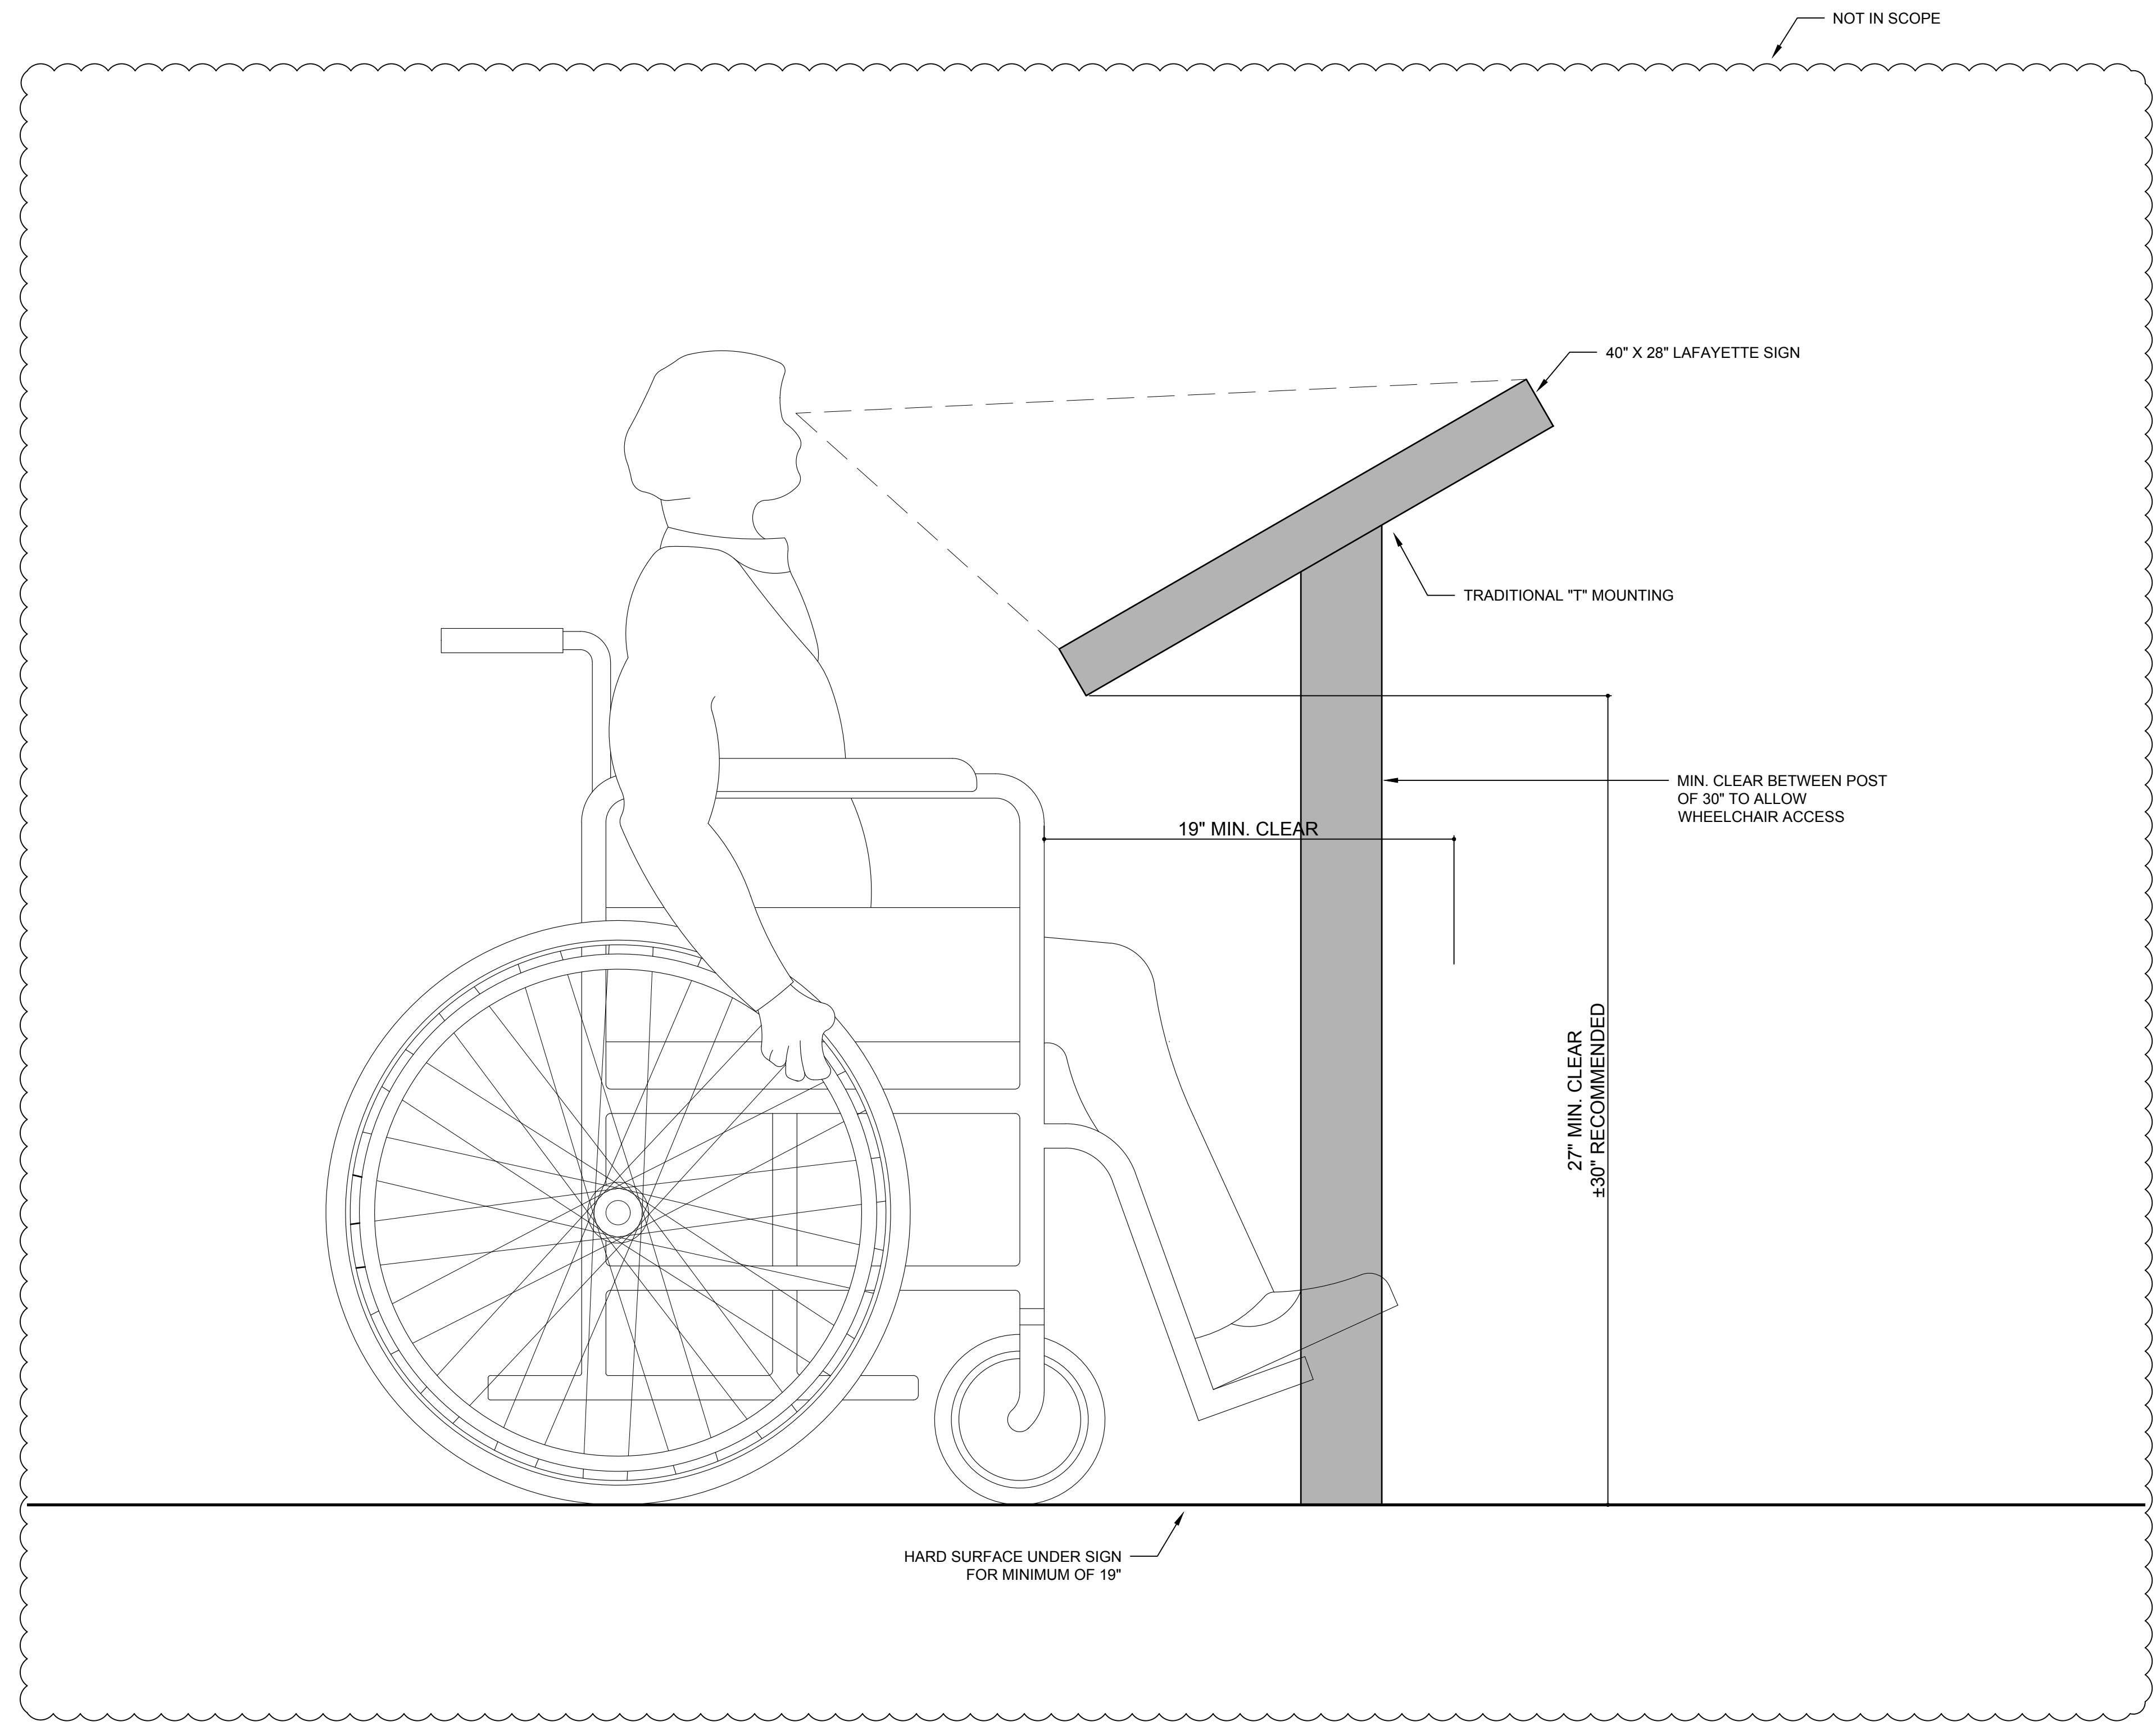 NOT IN SCOPE
40" X 28" LAFAYETTE SIGN
TRADITIONAL "T" MOUNTING
MIN. CLEAR BETWEEN POST
OF 30" TO ALLOW
WHEELCHAIR ACCESS
19" MIN. CLEAR
27" MIN. CLEAR
±30" RECOMMENDED
HARD SURFACE UNDER SIGN
FOR MINIMUM OF 19"